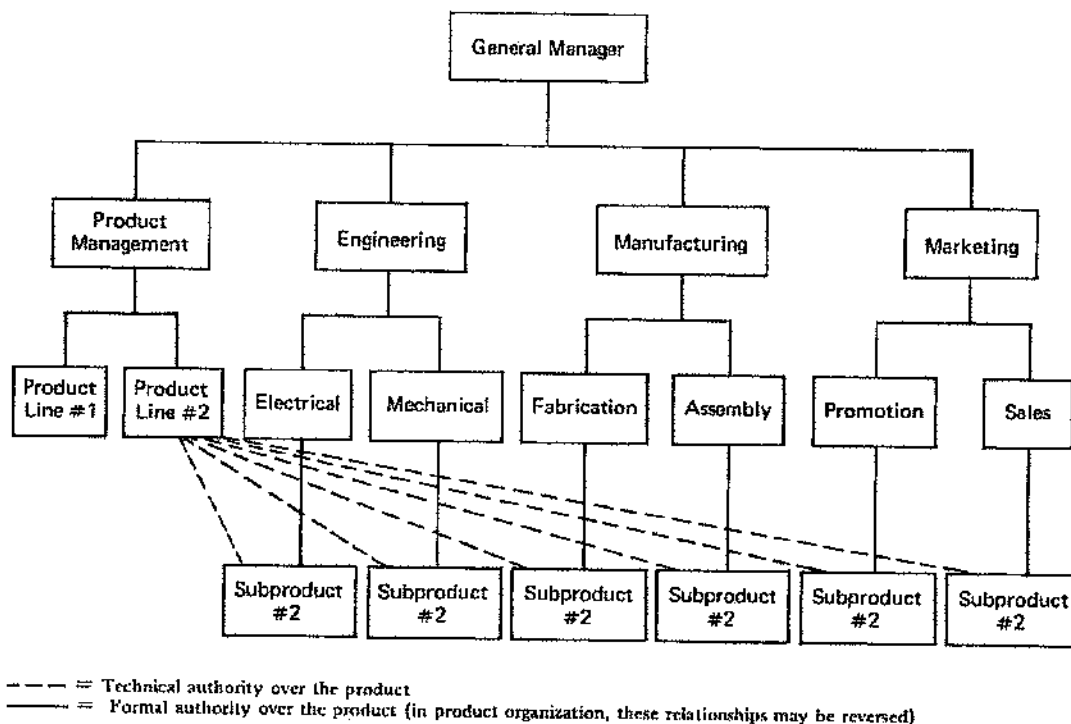 General Manager
Product
Management
Engineering
Manufacturing
Marketing
Product
Line #1
Product
Line #2
Electrical
Mechanical
Fabrication
Assembly
Promotion
Sales
Subproduct
#2
Subproduct
#2
Subproduct
#2
Subproduct
#2
Subproduct
#2
Subproduct
#2
= Technical authority over the product
= Formal authority over the product (in product organization, these relationships may be reversed)